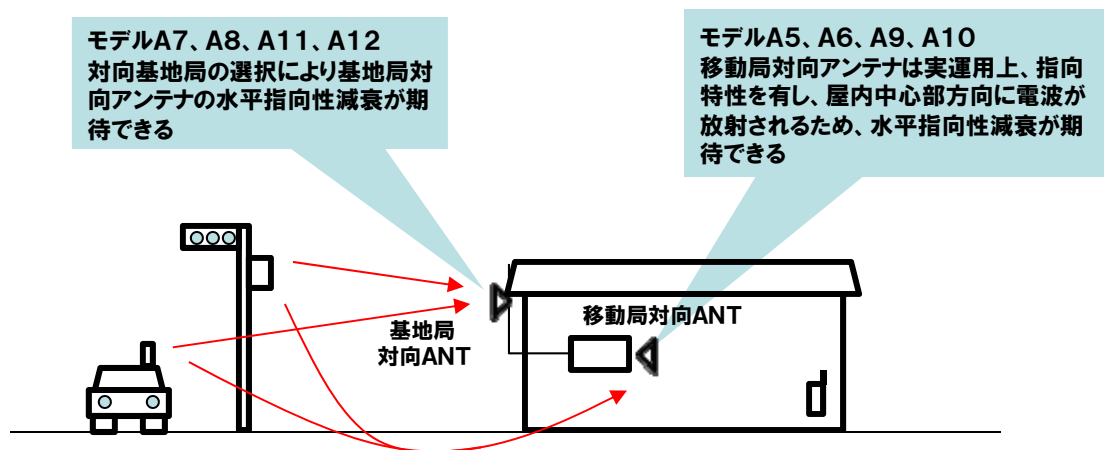 モデルA7、A8、A11、A12
対向基地局の選択により基地局対
向アンテナの水平指向性減衰が期
待できる
モデルA5、A6、A9、A10
移動局対向アンテナは実運用上、指向
特性を有し、屋内中心部方向に電波が
放射されるため、水平指向性減衰が期
待できる
基地局
対向ANT
移動局対向ANT